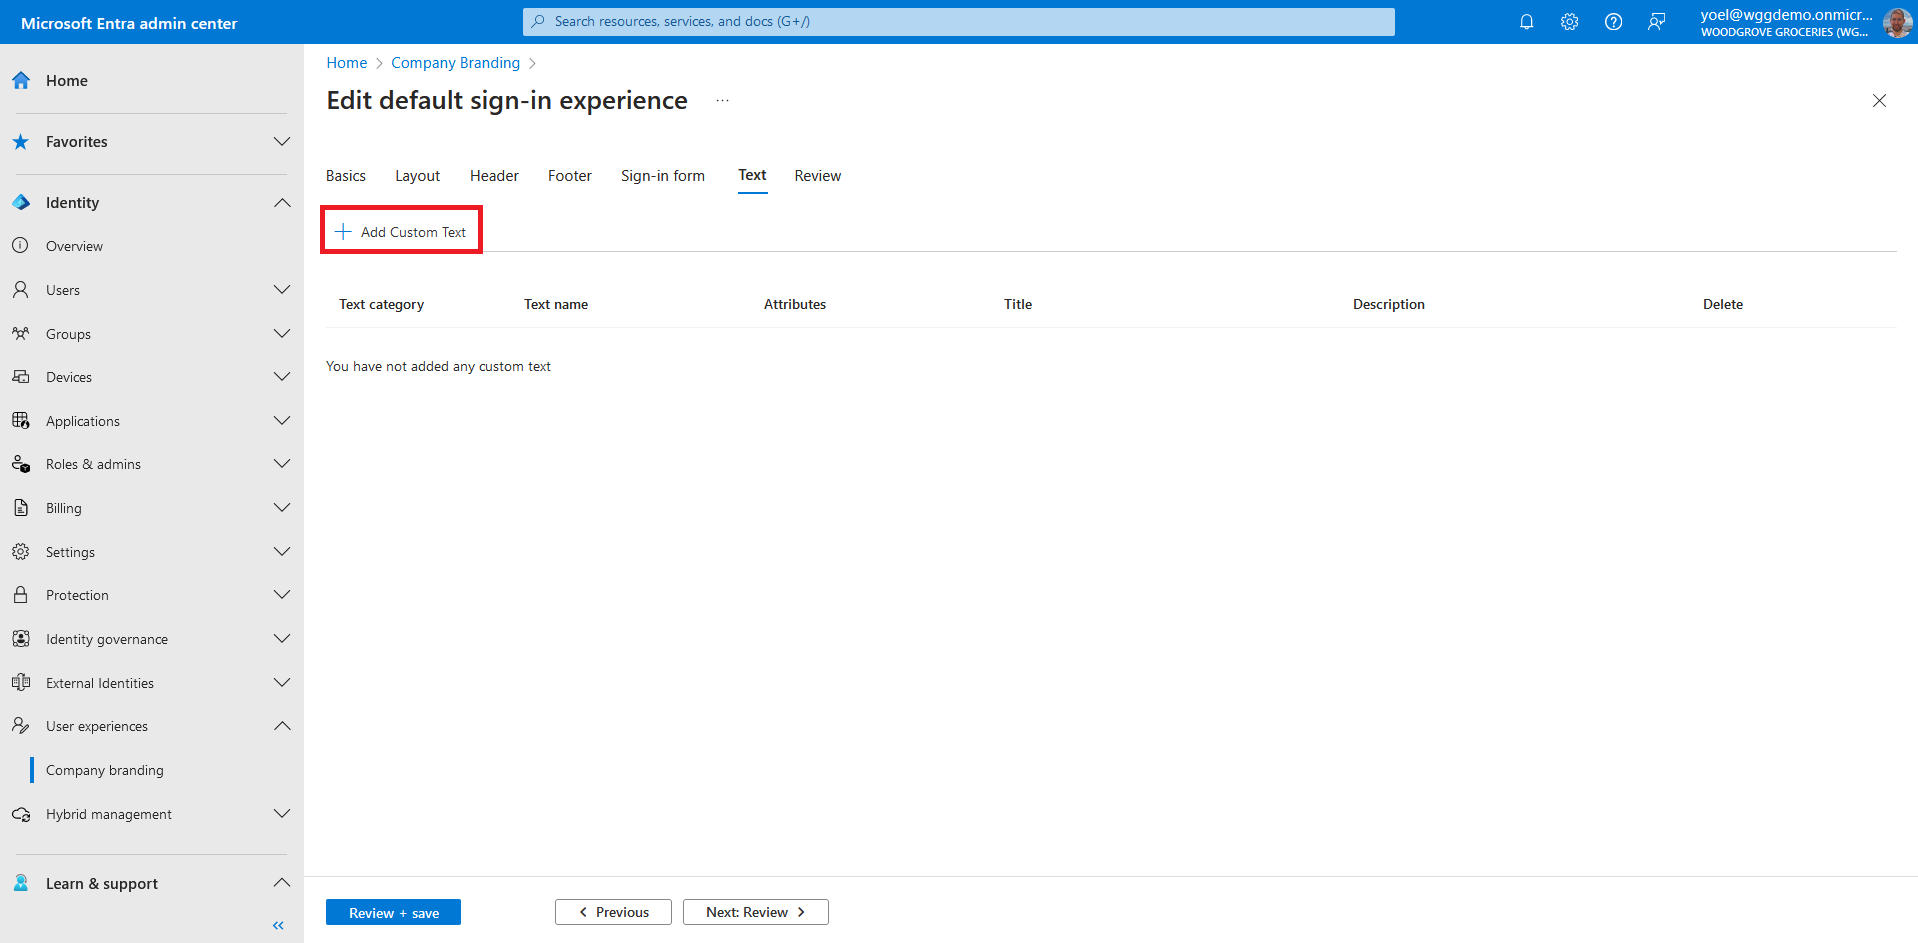 Microsoft Entra admin center
Search resources, services, and docs (G+/)
yoel@wggdemo.onmicr...
WOODGROVE GROCERIES (WG...
Home
Favorites
Identity
Overview
Users
Groups
Devices
Applications
Roles & admins
Billing
Settings
Protection
Identity governance
External Identities
User experiences
Company branding
Hybrid management
Learn & support
Home > Company Branding >
Edit default sign-in experience ...
Basics Layout Header Footer Sign-in form Text Review
+ Add Custom Text
Text category Text name Attributes Title Description Delete
You have not added any custom text
Review + save
< Previous
Next: Review >